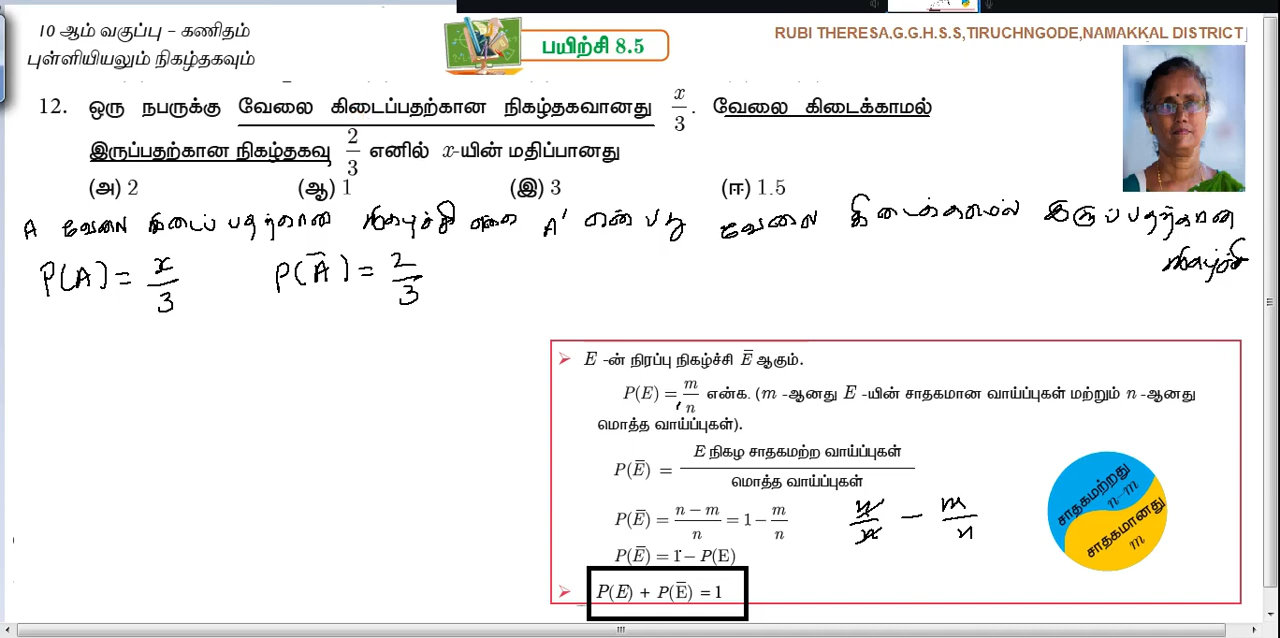 10 ஆம் வகுப்பு – கணிதம்
புள்ளியியலும் நிகழ்தகவும்
பயிற்சி 8.5
RUBI THERESA,G.G.H.S.S,TIRUCHNGODE,NAMAKKAL DISTRICT
12. ஒரு நபருக்கு வேலை கிடைப்பதற்கான நிகழ்தகவானது x/3. வேலை கிடைக்காமல்
இருப்பதற்கான நிகழ்தகவு 2/3 எனில் x-யின் மதிப்பானது
(அ) 2 (ஆ) 1 (இ) 3 (ஈ) 1.5
A வேலை கிடைப்பதற்கான நிகழ்ச்சி என்க A' என்பது வேலை கிடைக்காமல் இருப்பதற்கான
நிகழ்ச்சி
P(A) = x/3 P(A̅) = 2/3
➢ E -ன் நிரப்பு நிகழ்ச்சி E̅ ஆகும்.
P(E) = m/n என்க. (m -ஆனது E -யின் சாதகமான வாய்ப்புகள் மற்றும் n -ஆனது
மொத்த வாய்ப்புகள்).
P(E̅) = E நிகழ சாதகமற்ற வாய்ப்புகள் / மொத்த வாய்ப்புகள்
P(E̅) = n – m/n = 1 – m/n
n/n – m/n
P(E̅) = 1 – P(E)
➢ P(E) + P(E̅) = 1
சாதகமற்றது
n–m
சாதகமானது
m